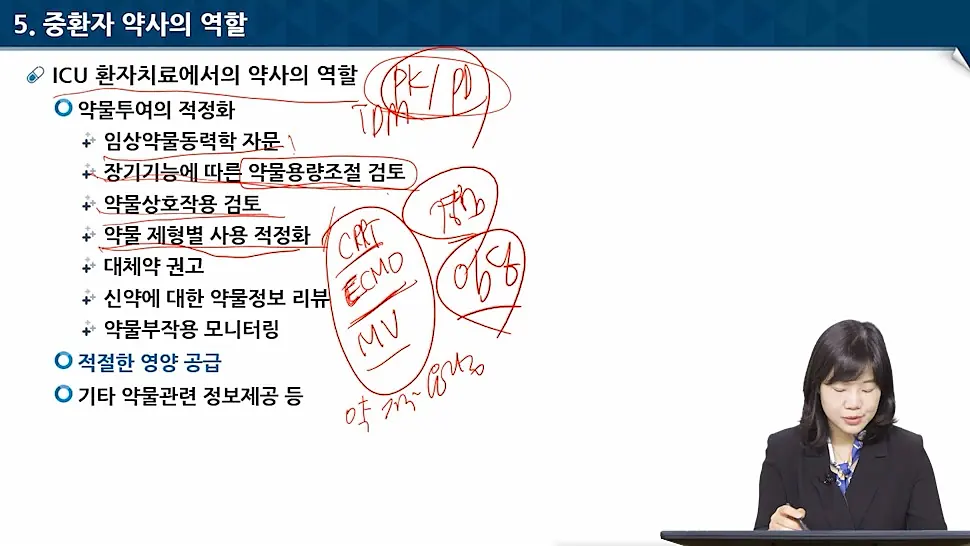 5. 중환자 약사의 역할
ICU 환자치료에서의 약사의 역할
PK/PD
TDM
약물투여의 적정화
임상약물동력학 자문
장기기능에 따른 약물용량조절 검토
약물상호작용 검토
약물 제형별 사용 적정화
CRRT
ECMO
MV
대체약 권고
신약에 대한 약물정보 리뷰
약물부작용 모니터링
적절한 영양 공급
기타 약물관련 정보제공 등
약